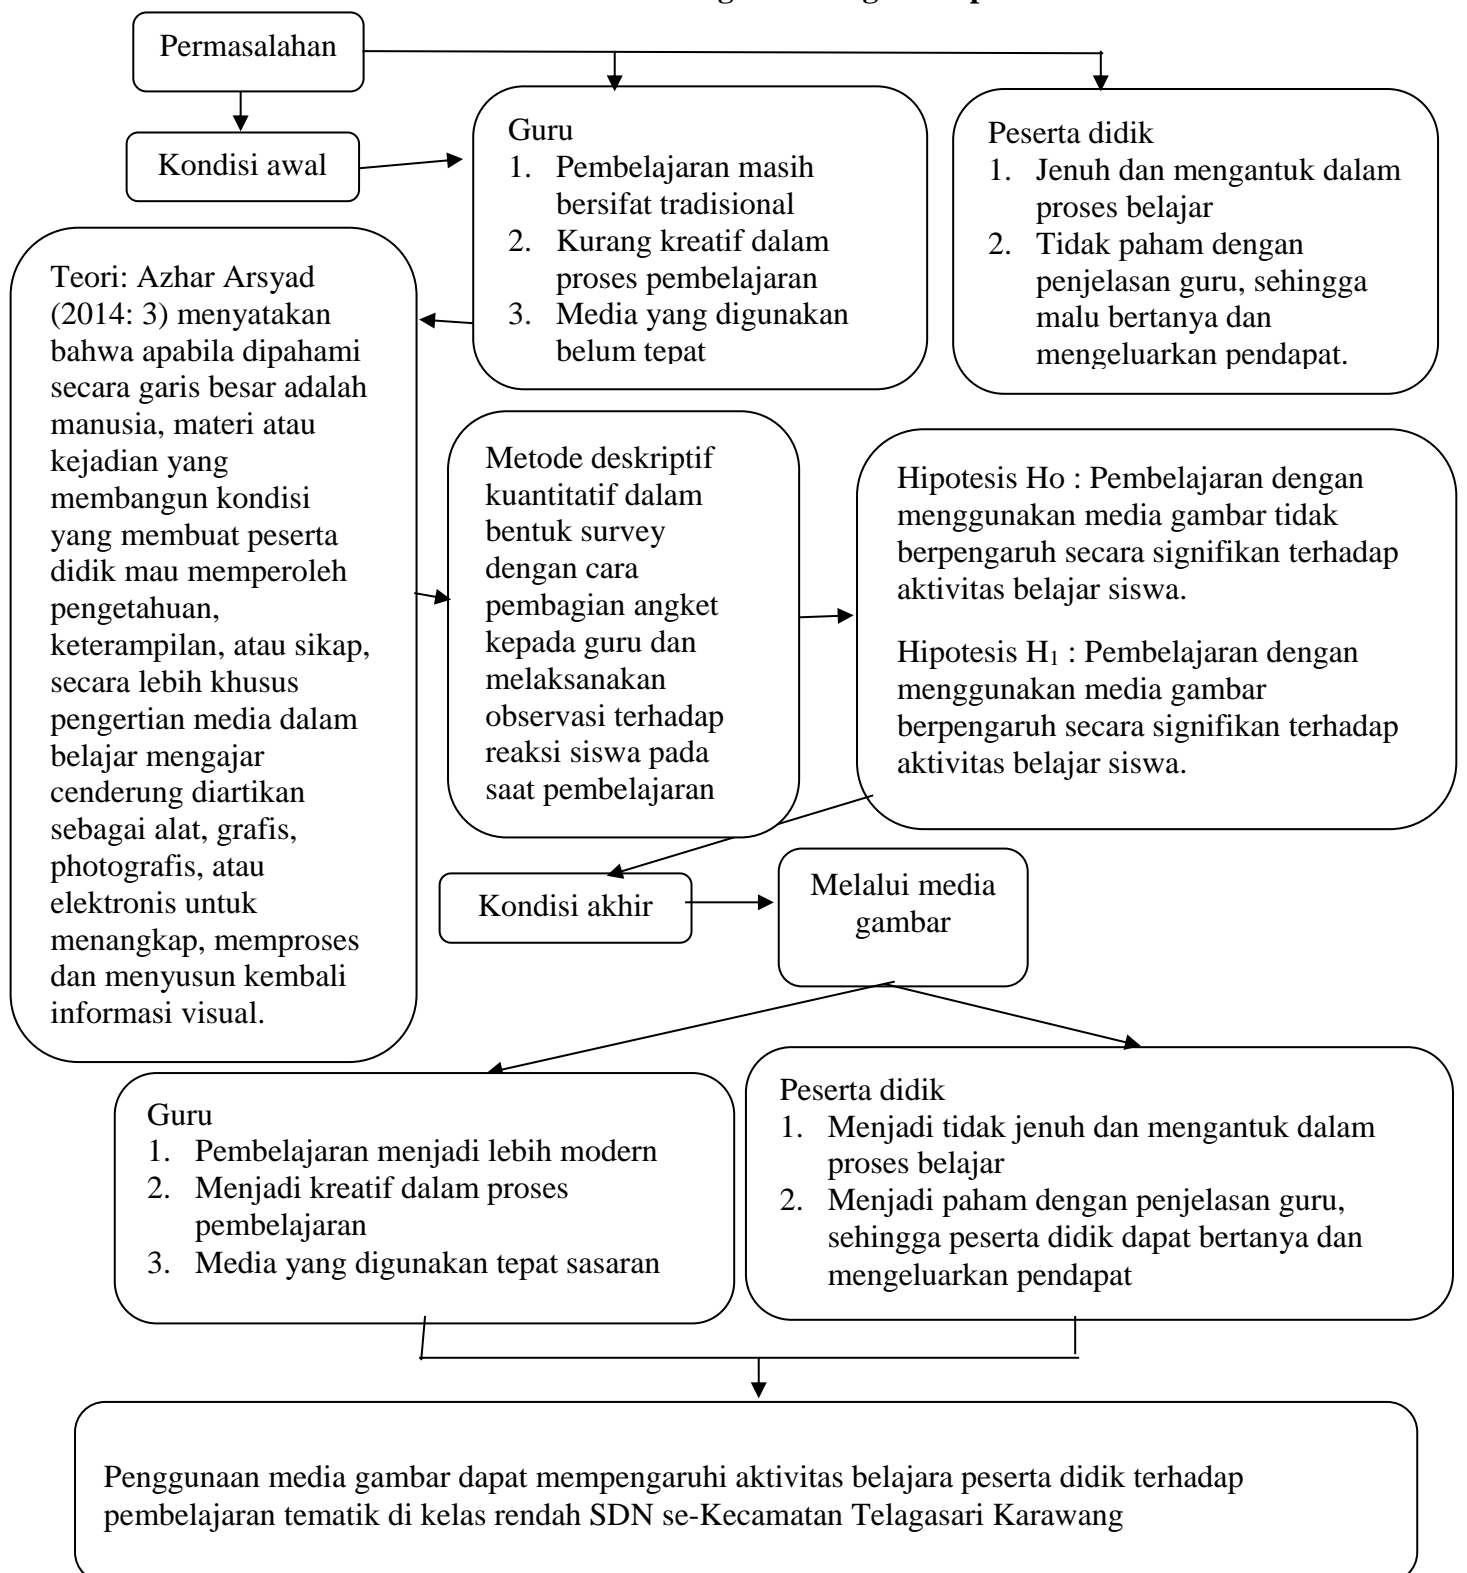 Permasalahan
Kondisi awal
Guru
1. Pembelajaran masih
bersifat tradisional
2. Kurang kreatif dalam
proses pembelajaran
3. Media yang digunakan
belum tepat
Peserta didik
1. Jenuh dan mengantuk dalam
proses belajar
2. Tidak paham dengan
penjelasan guru, sehingga
malu bertanya dan
mengeluarkan pendapat.
Teori: Azhar Arsyad
(2014: 3) menyatakan
bahwa apabila dipahami
secara garis besar adalah
manusia, materi atau
kejadian yang
membangun kondisi
yang membuat peserta
didik mau memperoleh
pengetahuan,
keterampilan, atau sikap,
secara lebih khusus
pengertian media dalam
belajar mengajar
cenderung diartikan
sebagai alat, grafis,
photografis, atau
elektronis untuk
menangkap, memproses
dan menyusun kembali
informasi visual.
Metode deskriptif
kuantitatif dalam
bentuk survey
dengan cara
pembagian angket
kepada guru dan
melaksanakan
observasi terhadap
reaksi siswa pada
saat pembelajaran
Hipotesis Ho : Pembelajaran dengan
menggunakan media gambar tidak
berpengaruh secara signifikan terhadap
aktivitas belajar siswa.
Hipotesis H₁ : Pembelajaran dengan
menggunakan media gambar
berpengaruh secara signifikan terhadap
aktivitas belajar siswa.
Kondisi akhir
Melalui media
gambar
Guru
1. Pembelajaran menjadi lebih modern
2. Menjadi kreatif dalam proses
pembelajaran
3. Media yang digunakan tepat sasaran
Peserta didik
1. Menjadi tidak jenuh dan mengantuk dalam
proses belajar
2. Menjadi paham dengan penjelasan guru,
sehingga peserta didik dapat bertanya dan
mengeluarkan pendapat
Penggunaan media gambar dapat mempengaruhi aktivitas belajara peserta didik terhadap
pembelajaran tematik di kelas rendah SDN se-Kecamatan Telagasari Karawang